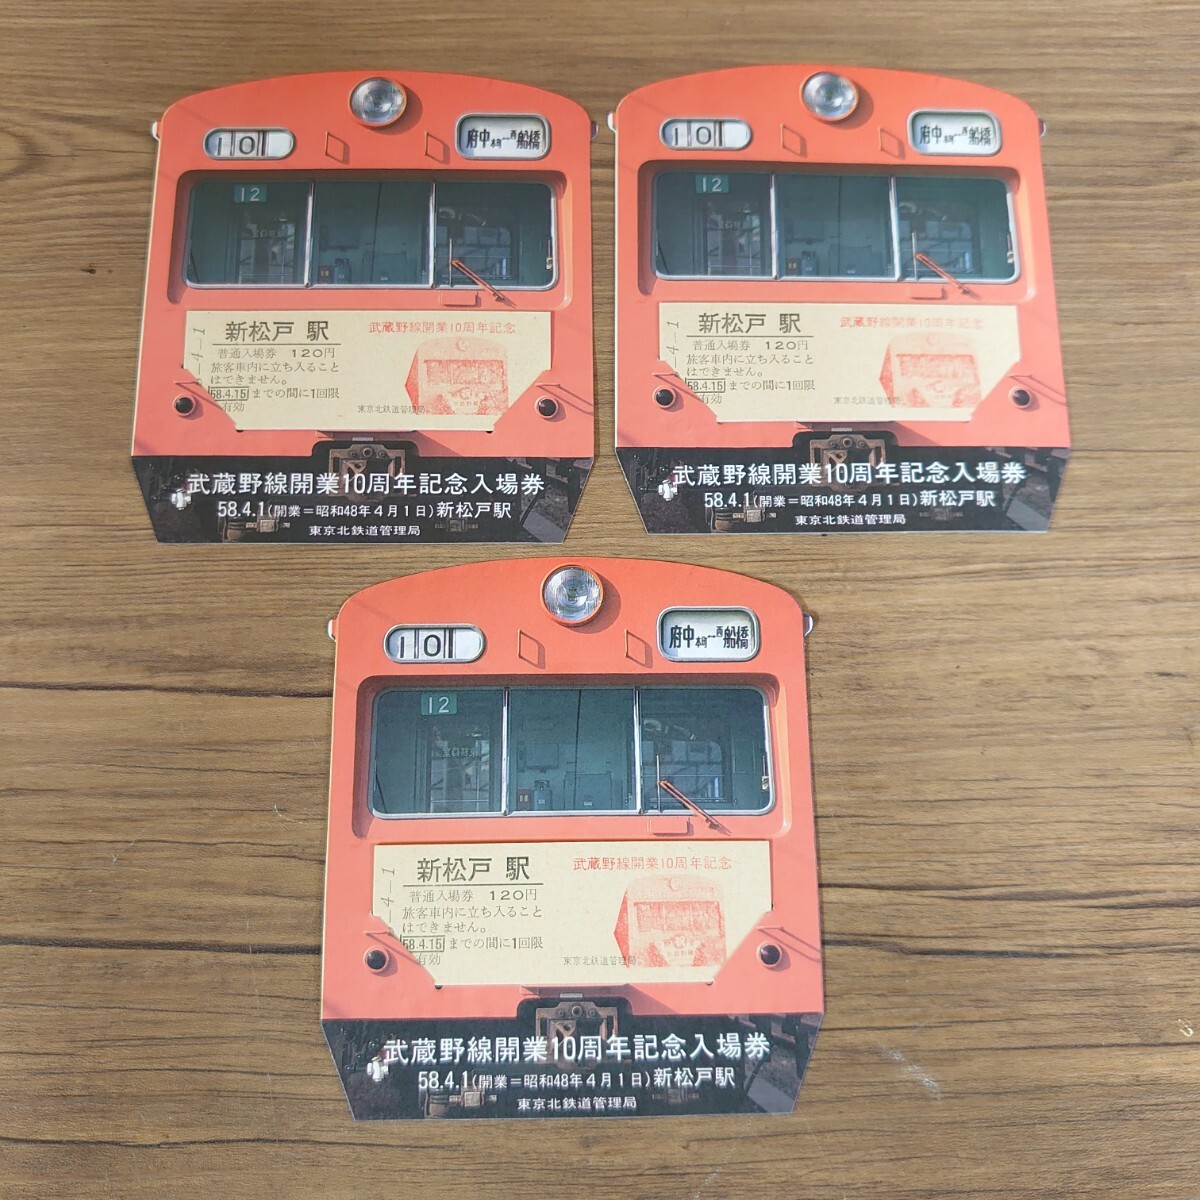 101
府中本町↔西船橋
12
新松戸駅
普通入場券 120円
旅客車内に立ち入ること
はできません。
58.4.15 までの間に1回限
有効
-4-1
武蔵野線開業10周年記念
東京北鉄道管理局
武蔵野線開業10周年記念入場券
58.4.1(開業=昭和48年4月1日)新松戸駅
東京北鉄道管理局
101
府中本町↔西船橋
12
新松戸駅
普通入場券 120円
旅客車内に立ち入ること
はできません。
58.4.15 までの間に1回限
有効
-4-1
武蔵野線開業10周年記念
東京北鉄道管理局
武蔵野線開業10周年記念入場券
58.4.1(開業=昭和48年4月1日)新松戸駅
東京北鉄道管理局
101
府中本町↔西船橋
12
新松戸駅
普通入場券 120円
旅客車内に立ち入ること
はできません。
58.4.15 までの間に1回限
有効
-4-1
武蔵野線開業10周年記念
東京北鉄道管理局
武蔵野線開業10周年記念入場券
58.4.1(開業=昭和48年4月1日)新松戸駅
東京北鉄道管理局